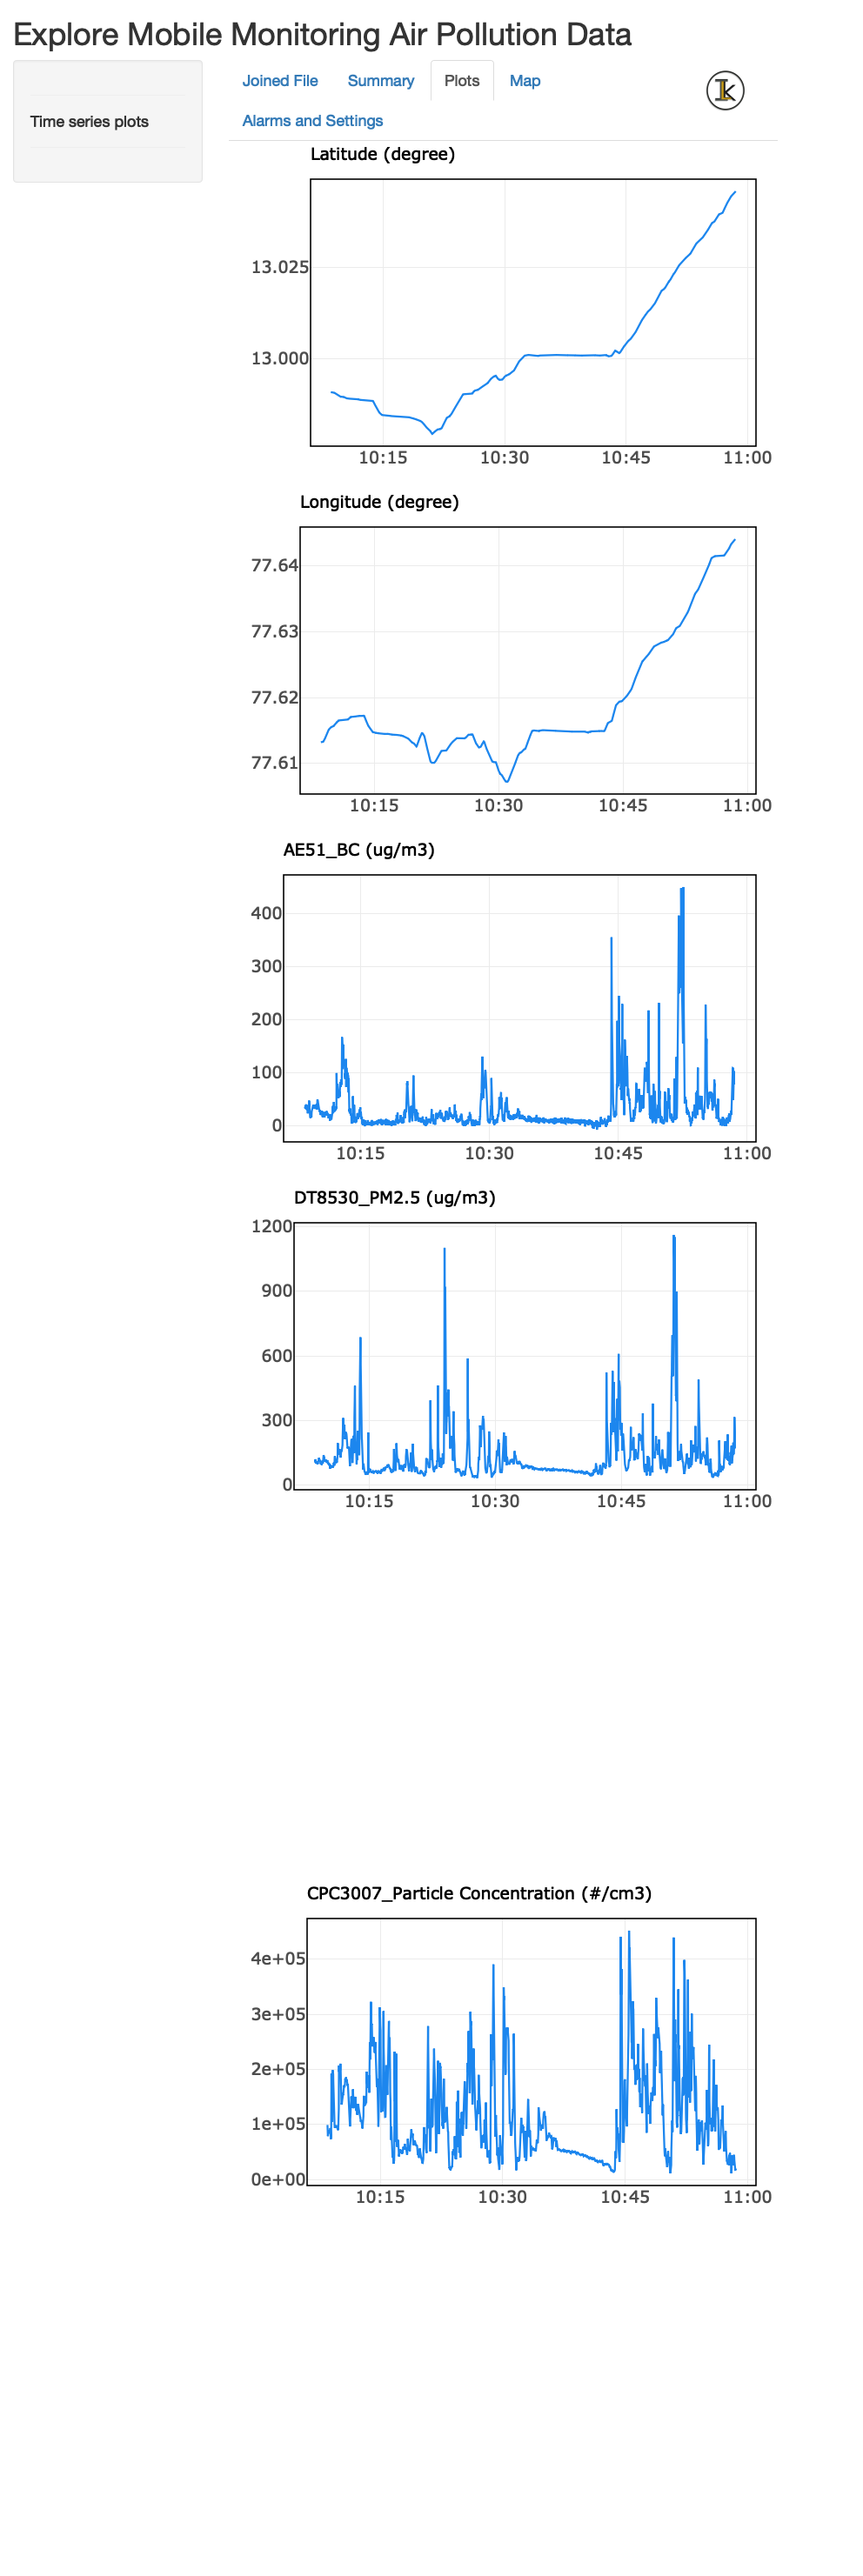 Explore Mobile Monitoring Air Pollution Data
Time series plots
Joined File Summary Plots Map
Alarms and Settings
Ik
Latitude (degree)
13.025
13.000
10:15 10:30 10:45 11:00
Longitude (degree)
77.64
77.63
77.62
77.61
10:15 10:30 10:45 11:00
AE51_BC (ug/m3)
400
300
200
100
0
10:15 10:30 10:45 11:00
DT8530_PM2.5 (ug/m3)
1200
900
600
300
0
10:15 10:30 10:45 11:00
CPC3007_Particle Concentration (#/cm3)
4e+05
3e+05
2e+05
1e+05
0e+00
10:15 10:30 10:45 11:00